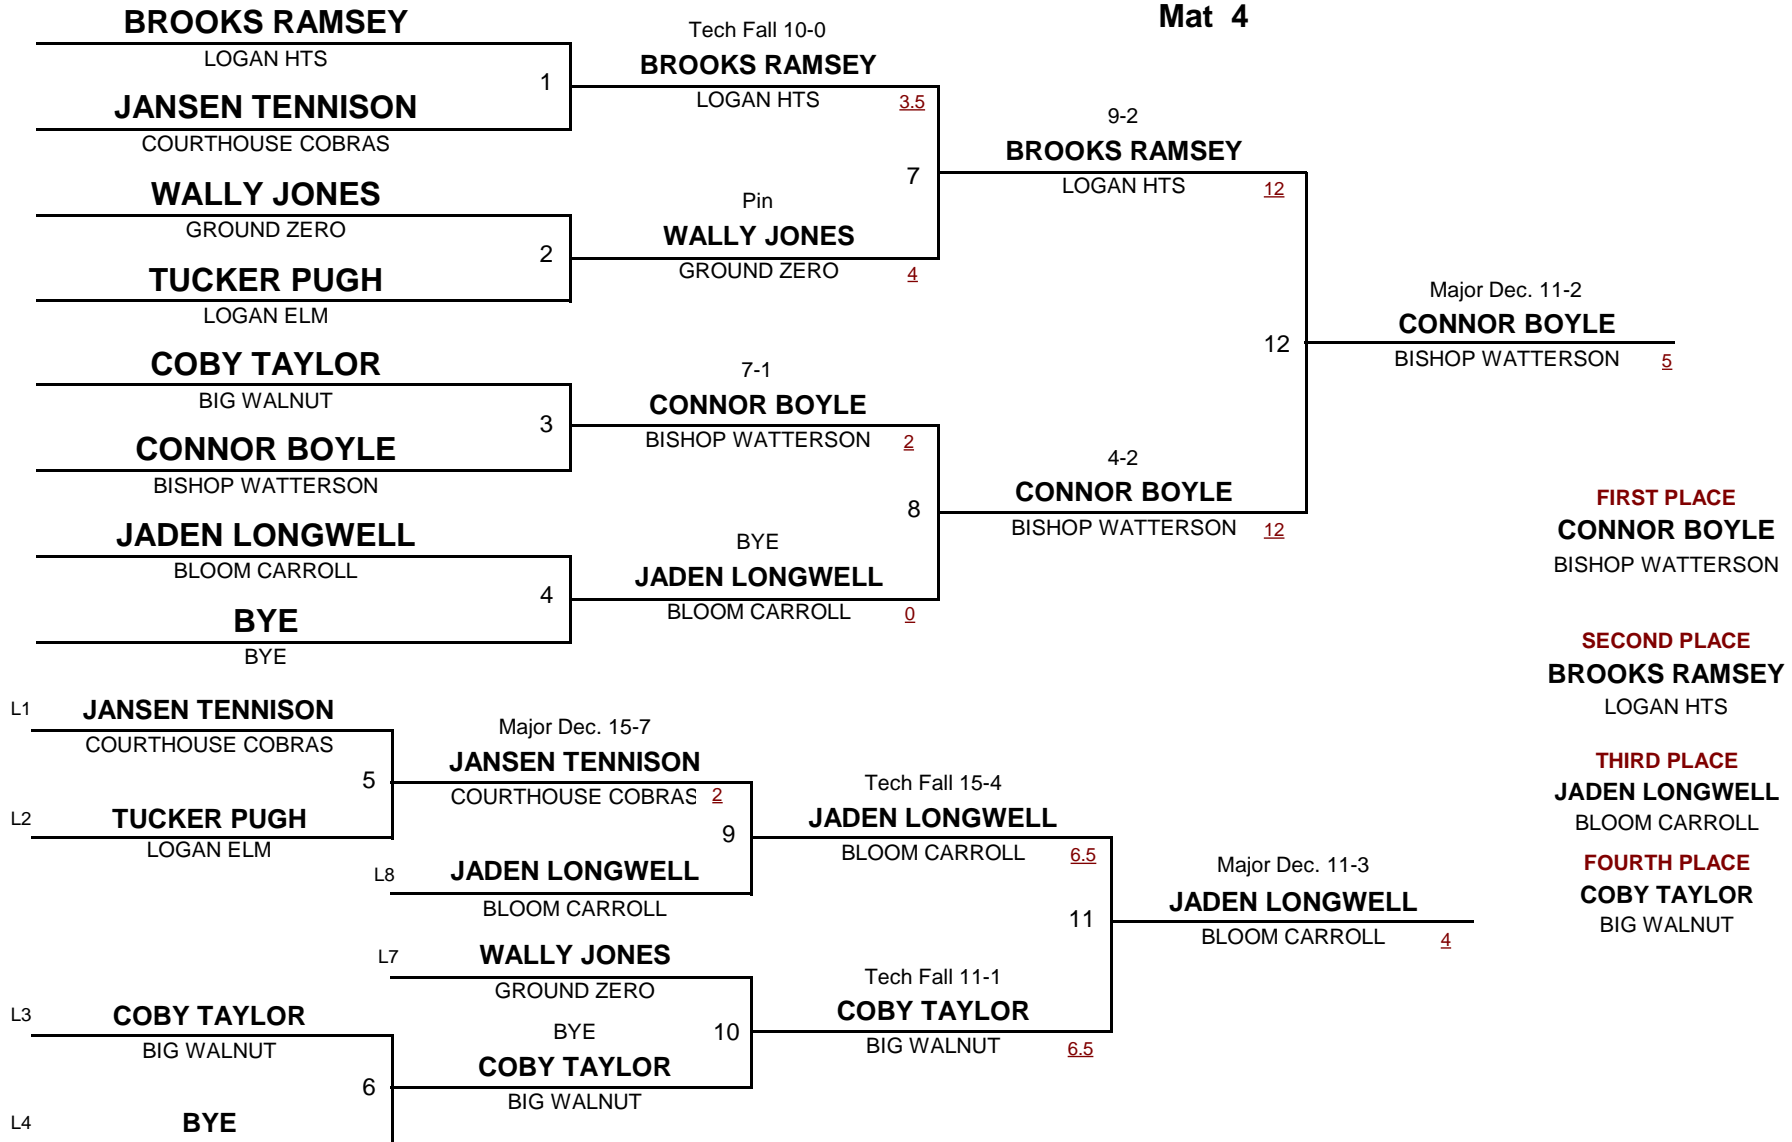 Mat 4
BROOKS RAMSEY
LOGAN HTS
1
JANSEN TENNISON
COURTHOUSE COBRAS
WALLY JONES
GROUND ZERO
2
TUCKER PUGH
LOGAN ELM
COBY TAYLOR
BIG WALNUT
3
CONNOR BOYLE
BISHOP WATTERSON
JADEN LONGWELL
BLOOM CARROLL
4
BYE
BYE
Tech Fall 10-0
BROOKS RAMSEY
LOGAN HTS 3.5
7
Pin
WALLY JONES
GROUND ZERO 4
7-1
CONNOR BOYLE
BISHOP WATTERSON 2
8
BYE
JADEN LONGWELL
BLOOM CARROLL 0
9-2
BROOKS RAMSEY
LOGAN HTS 12
12
4-2
CONNOR BOYLE
BISHOP WATTERSON 12
Major Dec. 11-2
CONNOR BOYLE
BISHOP WATTERSON 5
FIRST PLACE
CONNOR BOYLE
BISHOP WATTERSON
SECOND PLACE
BROOKS RAMSEY
LOGAN HTS
THIRD PLACE
JADEN LONGWELL
BLOOM CARROLL
FOURTH PLACE
COBY TAYLOR
BIG WALNUT
L1 JANSEN TENNISON
COURTHOUSE COBRAS
5
L2 TUCKER PUGH
LOGAN ELM
L3 COBY TAYLOR
BIG WALNUT
6
L4 BYE
Major Dec. 15-7
JANSEN TENNISON
COURTHOUSE COBRAS 2
9
L8 JADEN LONGWELL
BLOOM CARROLL
L7 WALLY JONES
GROUND ZERO
BYE 10
COBY TAYLOR
BIG WALNUT
Tech Fall 15-4
JADEN LONGWELL
BLOOM CARROLL 6.5
11
Tech Fall 11-1
COBY TAYLOR
BIG WALNUT 6.5
Major Dec. 11-3
JADEN LONGWELL
BLOOM CARROLL 4